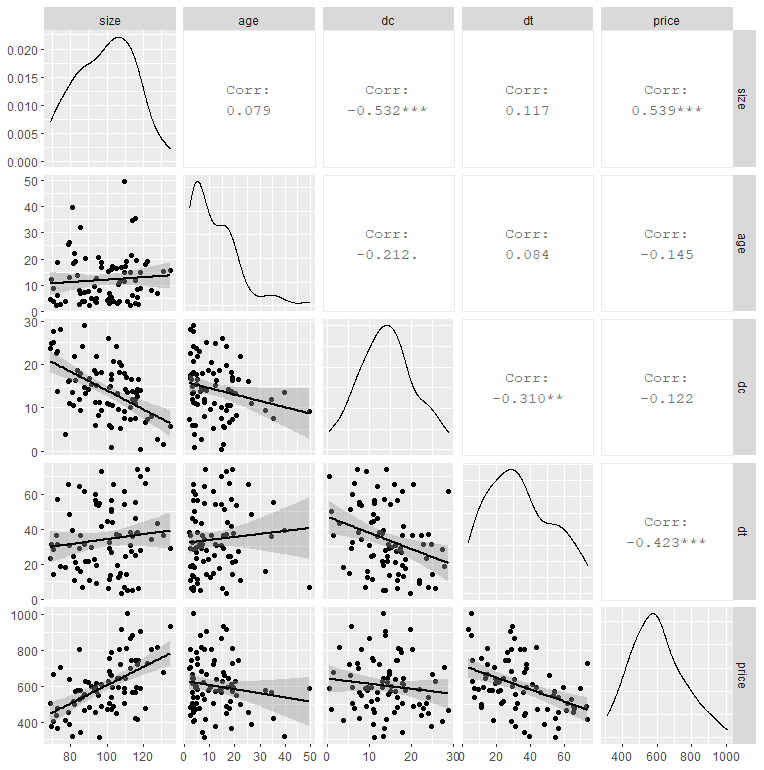 size age dc dt price
0.020
0.015
0.010
0.005
0.000
Corr:
0.079
Corr:
-0.532***
Corr:
0.117
Corr:
0.539***
size
50
40
30
20
10
0
Corr:
-0.212.
Corr:
0.084
Corr:
-0.145
age
30
20
10
0
Corr:
-0.310**
Corr:
-0.122
dc
60
40
20
0
Corr:
-0.423***
dt
1000
800
600
400
price
80 100 120 0 10 20 30 40 50 0 10 20 30 0 20 40 60 400 600 800 1000